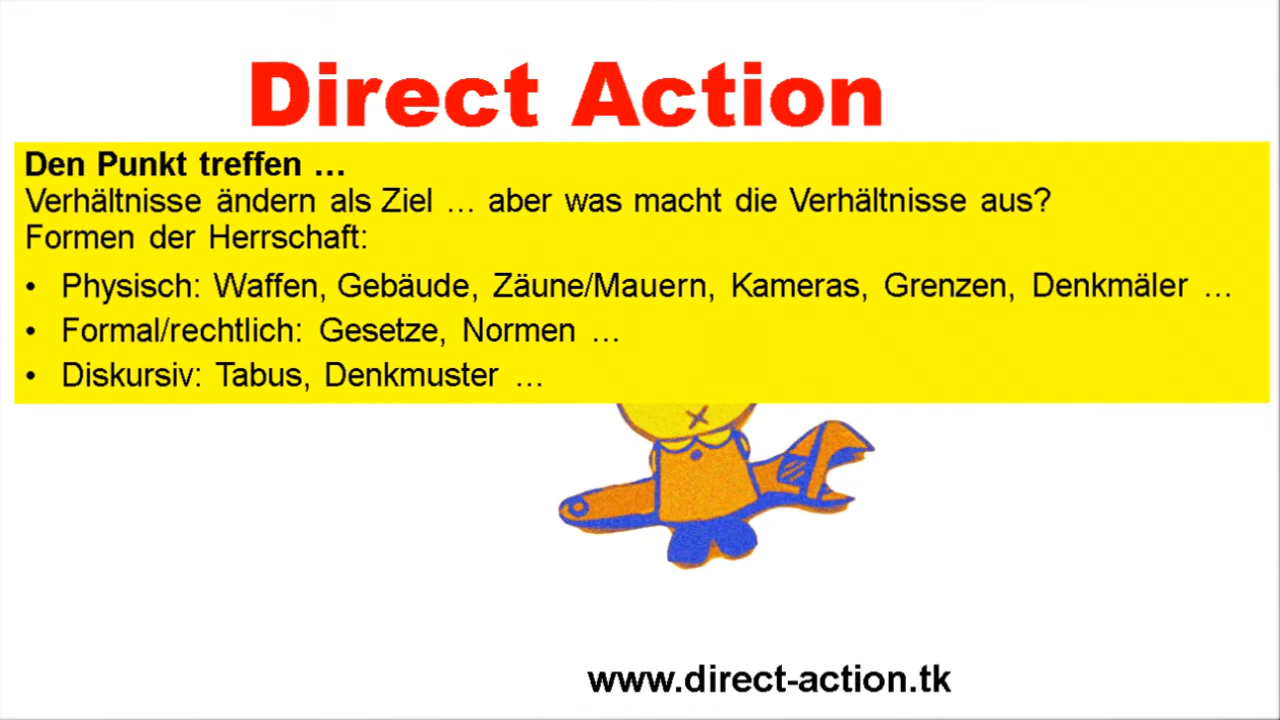 Direct Action
Den Punkt treffen …
Verhältnisse ändern als Ziel … aber was macht die Verhältnisse aus?
Formen der Herrschaft:
• Physisch: Waffen, Gebäude, Zäune/Mauern, Kameras, Grenzen, Denkmäler …
• Formal/rechtlich: Gesetze, Normen …
• Diskursiv: Tabus, Denkmuster …
www.direct-action.tk